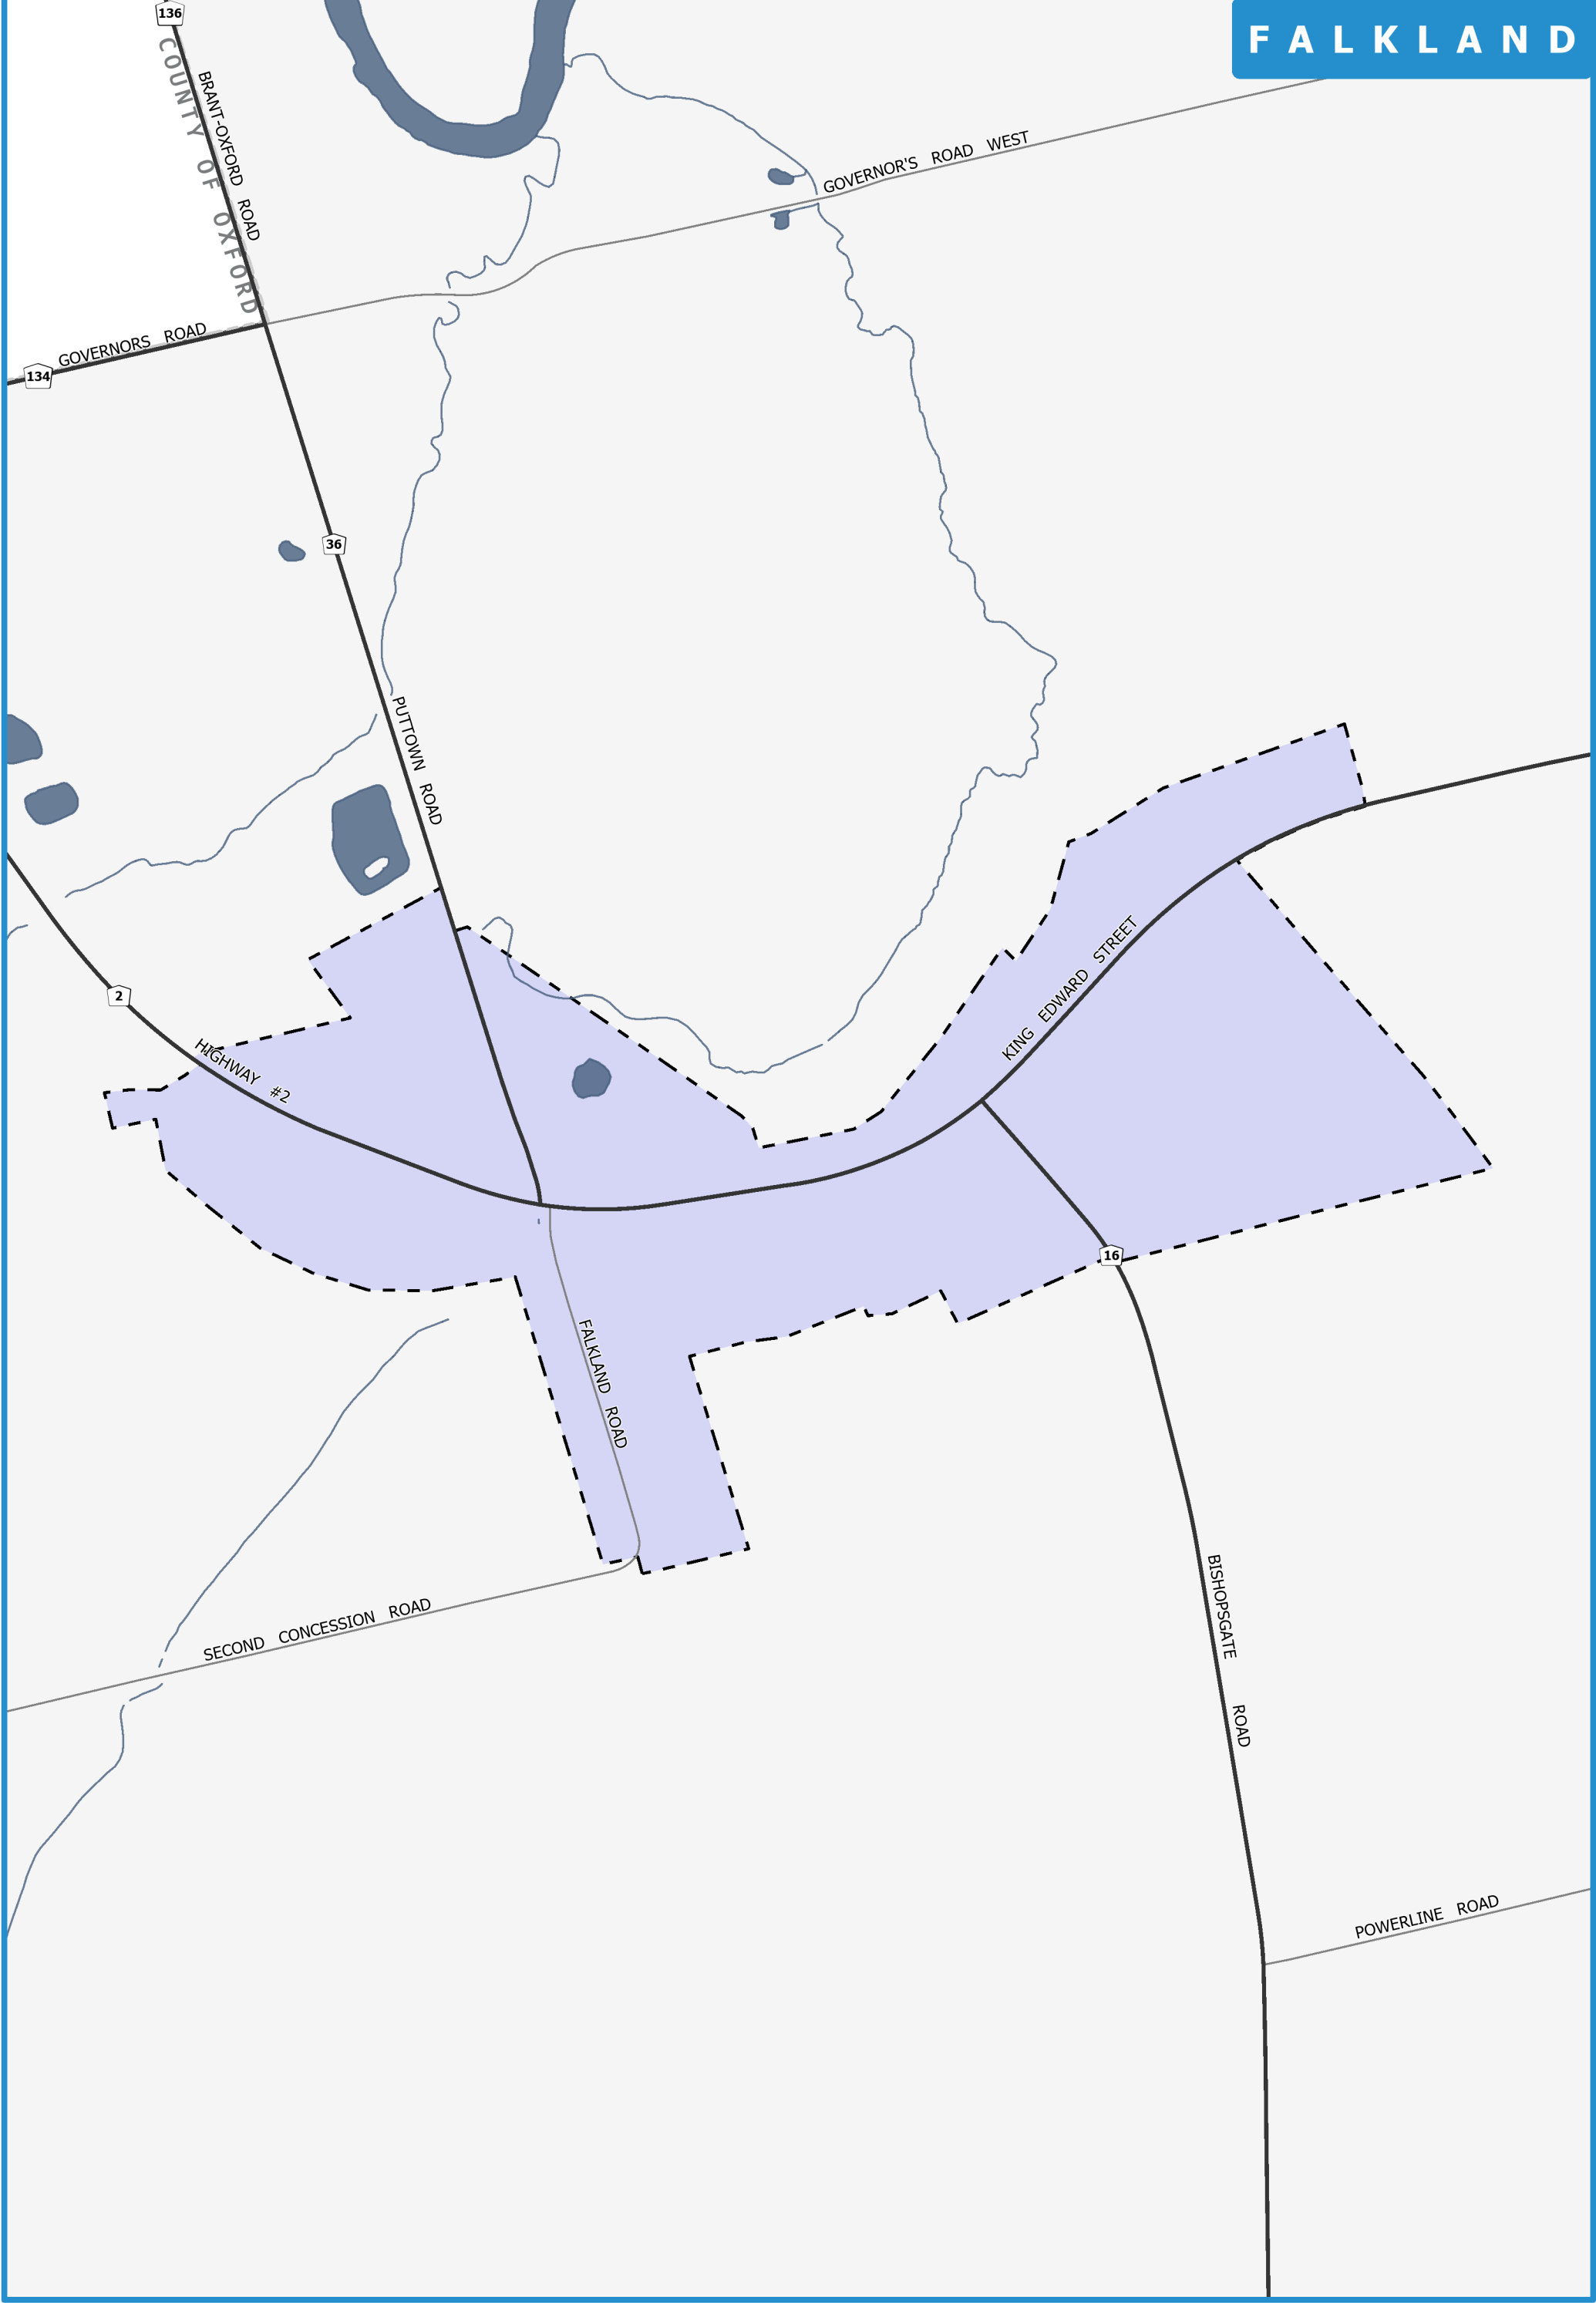 136
FALKLAND
COUNTY OF OXFORD
BRANT-OXFORD ROAD
GOVERNOR'S ROAD WEST
GOVERNORS ROAD
134
36
PUTTOWN ROAD
2
HIGHWAY #2
KING EDWARD STREET
16
FALKLAND ROAD
SECOND CONCESSION ROAD
BISHOPSGATE ROAD
POWERLINE ROAD